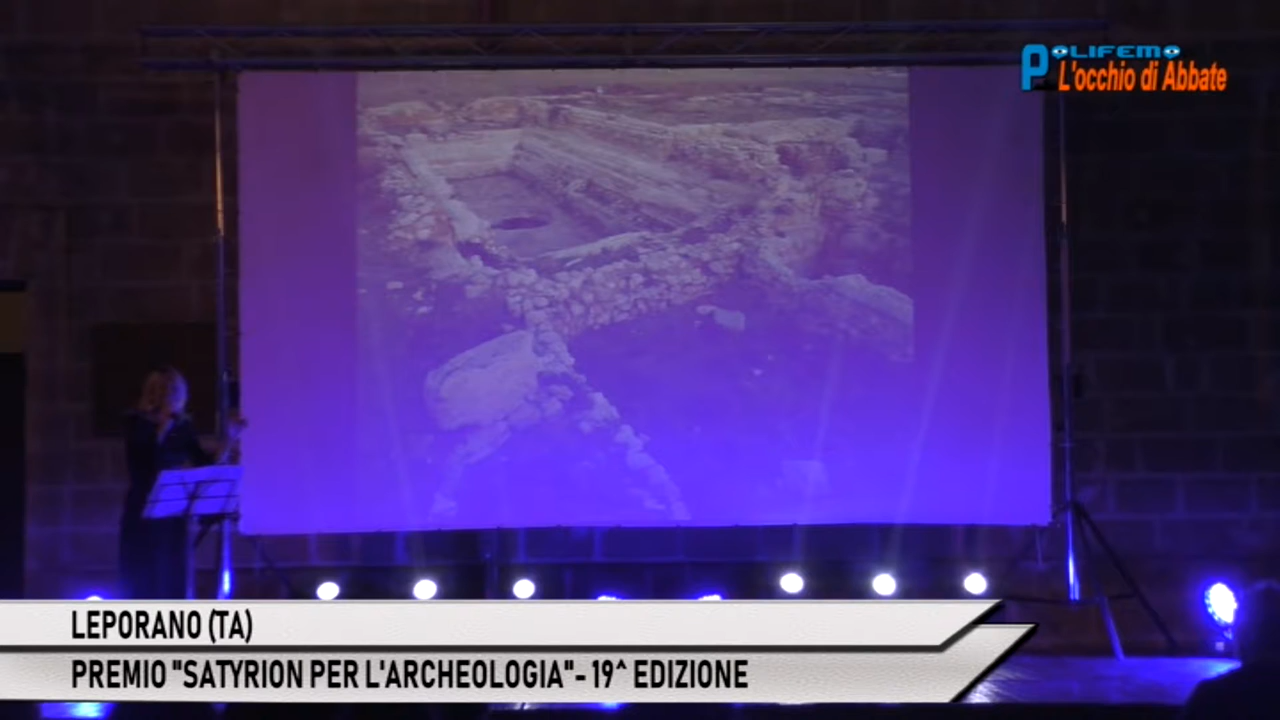 POLIFEMO
L'occhio di Abbate
LEPORANO (TA)
PREMIO "SATYRION PER L'ARCHEOLOGIA"- 19^ EDIZIONE